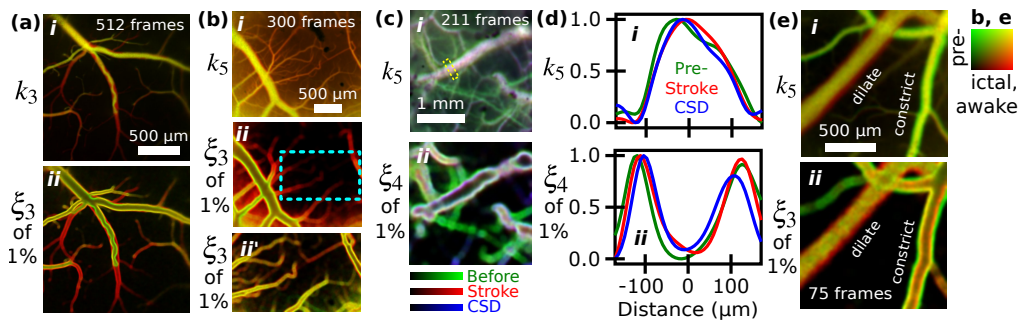 (a)
i
512 frames
k3
500 µm
ii
ξ3
of
1%
(b)
i
300 frames
k5
500 µm
ii
ξ3
of
1%
ii'
ξ3
of
1%
(c)
i
211 frames
k5
1 mm
ii
ξ4
of
1%
Before
Stroke
CSD
(d)
i
k5
1.0
0.5
0.0
Pre-
Stroke
CSD
ii
ξ4
of
1%
1.0
0.5
0.0
-100 0 100
Distance (µm)
(e)
i
k5
dilate
constrict
500 µm
ii
ξ3
of
1%
dilate
constrict
75 frames
b, e
pre-
ictal,
awake